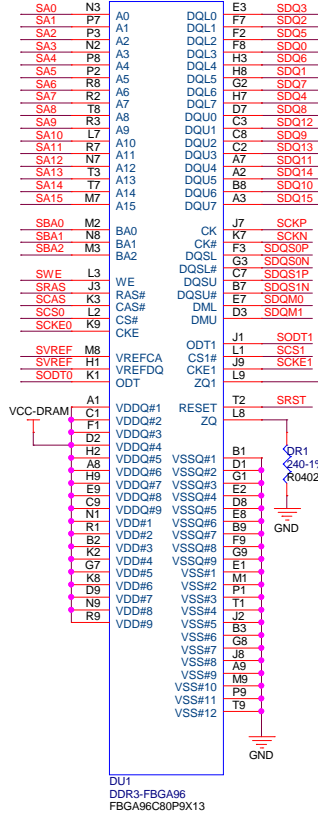 SA0 N3 A0 DQL0 E3 SDQ3
SA1 P7 A1 DQL1 F7 SDQ2
SA2 P3 A2 DQL2 F2 SDQ5
SA3 N2 A3 DQL3 F8 SDQ0
SA4 P8 A4 DQL4 H3 SDQ6
SA5 P2 A5 DQL5 H8 SDQ1
SA6 R8 A6 DQL6 G2 SDQ7
SA7 R2 A7 DQL7 H7 SDQ4
SA8 T8 A8 DQU0 D7 SDQ8
SA9 R3 A9 DQU1 C3 SDQ12
SA10 L7 A10 DQU2 C8 SDQ9
SA11 R7 A11 DQU3 C2 SDQ13
SA12 N7 A12 DQU4 A7 SDQ11
SA13 T3 A13 DQU5 A2 SDQ14
SA14 T7 A14 DQU6 B8 SDQ10
SA15 M7 A15 DQU7 A3 SDQ15
SBA0 M2 BA0 CK J7 SCKP
SBA1 N8 BA1 CK# K7 SCKN
SBA2 M3 BA2 DQSL F3 SDQS0P
DQSL# G3 SDQS0N
SWE L3 WE DQSU C7 SDQS1P
SRAS J3 RAS# DQSU# B7 SDQS1N
SCAS K3 CAS# DML E7 SDQM0
SCS0 L2 CS# DMU D3 SDQM1
SCKE0 K9 CKE
ODT1 J1 SODT1
SVREF M8 VREFCA CS1# L1 SCS1
SVREF H1 VREFDQ CKE1 J9 SCKE1
SODT0 K1 ODT ZQ1 L9
A1 VDDQ#1 RESET T2 SRST
VCC-DRAM C1 VDDQ#2 ZQ L8
F1 VDDQ#3
D2 VDDQ#4
H2 VDDQ#5 VSSQ#1 B1 DR1
A8 VDDQ#6 VSSQ#2 D1 240-1%
H9 VDDQ#7 VSSQ#3 G1 R0402
E9 VDDQ#8 VSSQ#4 E2
C9 VDDQ#9 VSSQ#5 D8
N1 VDD#1 VSSQ#6 E8
R1 VDD#2 VSSQ#7 B9 GND
B2 VDD#3 VSSQ#8 F9
K2 VDD#4 VSSQ#9 G9
G7 VDD#5 VSS#1 E1
K8 VDD#6 VSS#2 M1
D9 VDD#7 VSS#3 P1
N9 VDD#8 VSS#4 T1
R9 VDD#9 VSS#5 J2
VSS#6 B3
VSS#7 G8
VSS#8 J8
VSS#9 A9
VSS#10 M9
VSS#11 P9
VSS#12 T9
GND
DU1
DDR3-FBGA96
FBGA96C80P9X13